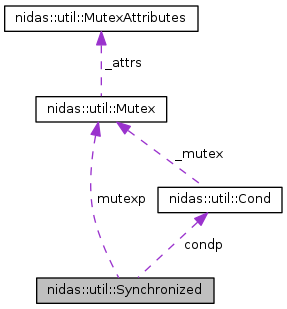 nidas::util::MutexAttributes
_attrs
nidas::util::Mutex
_mutex
mutexp
nidas::util::Cond
condp
nidas::util::Synchronized